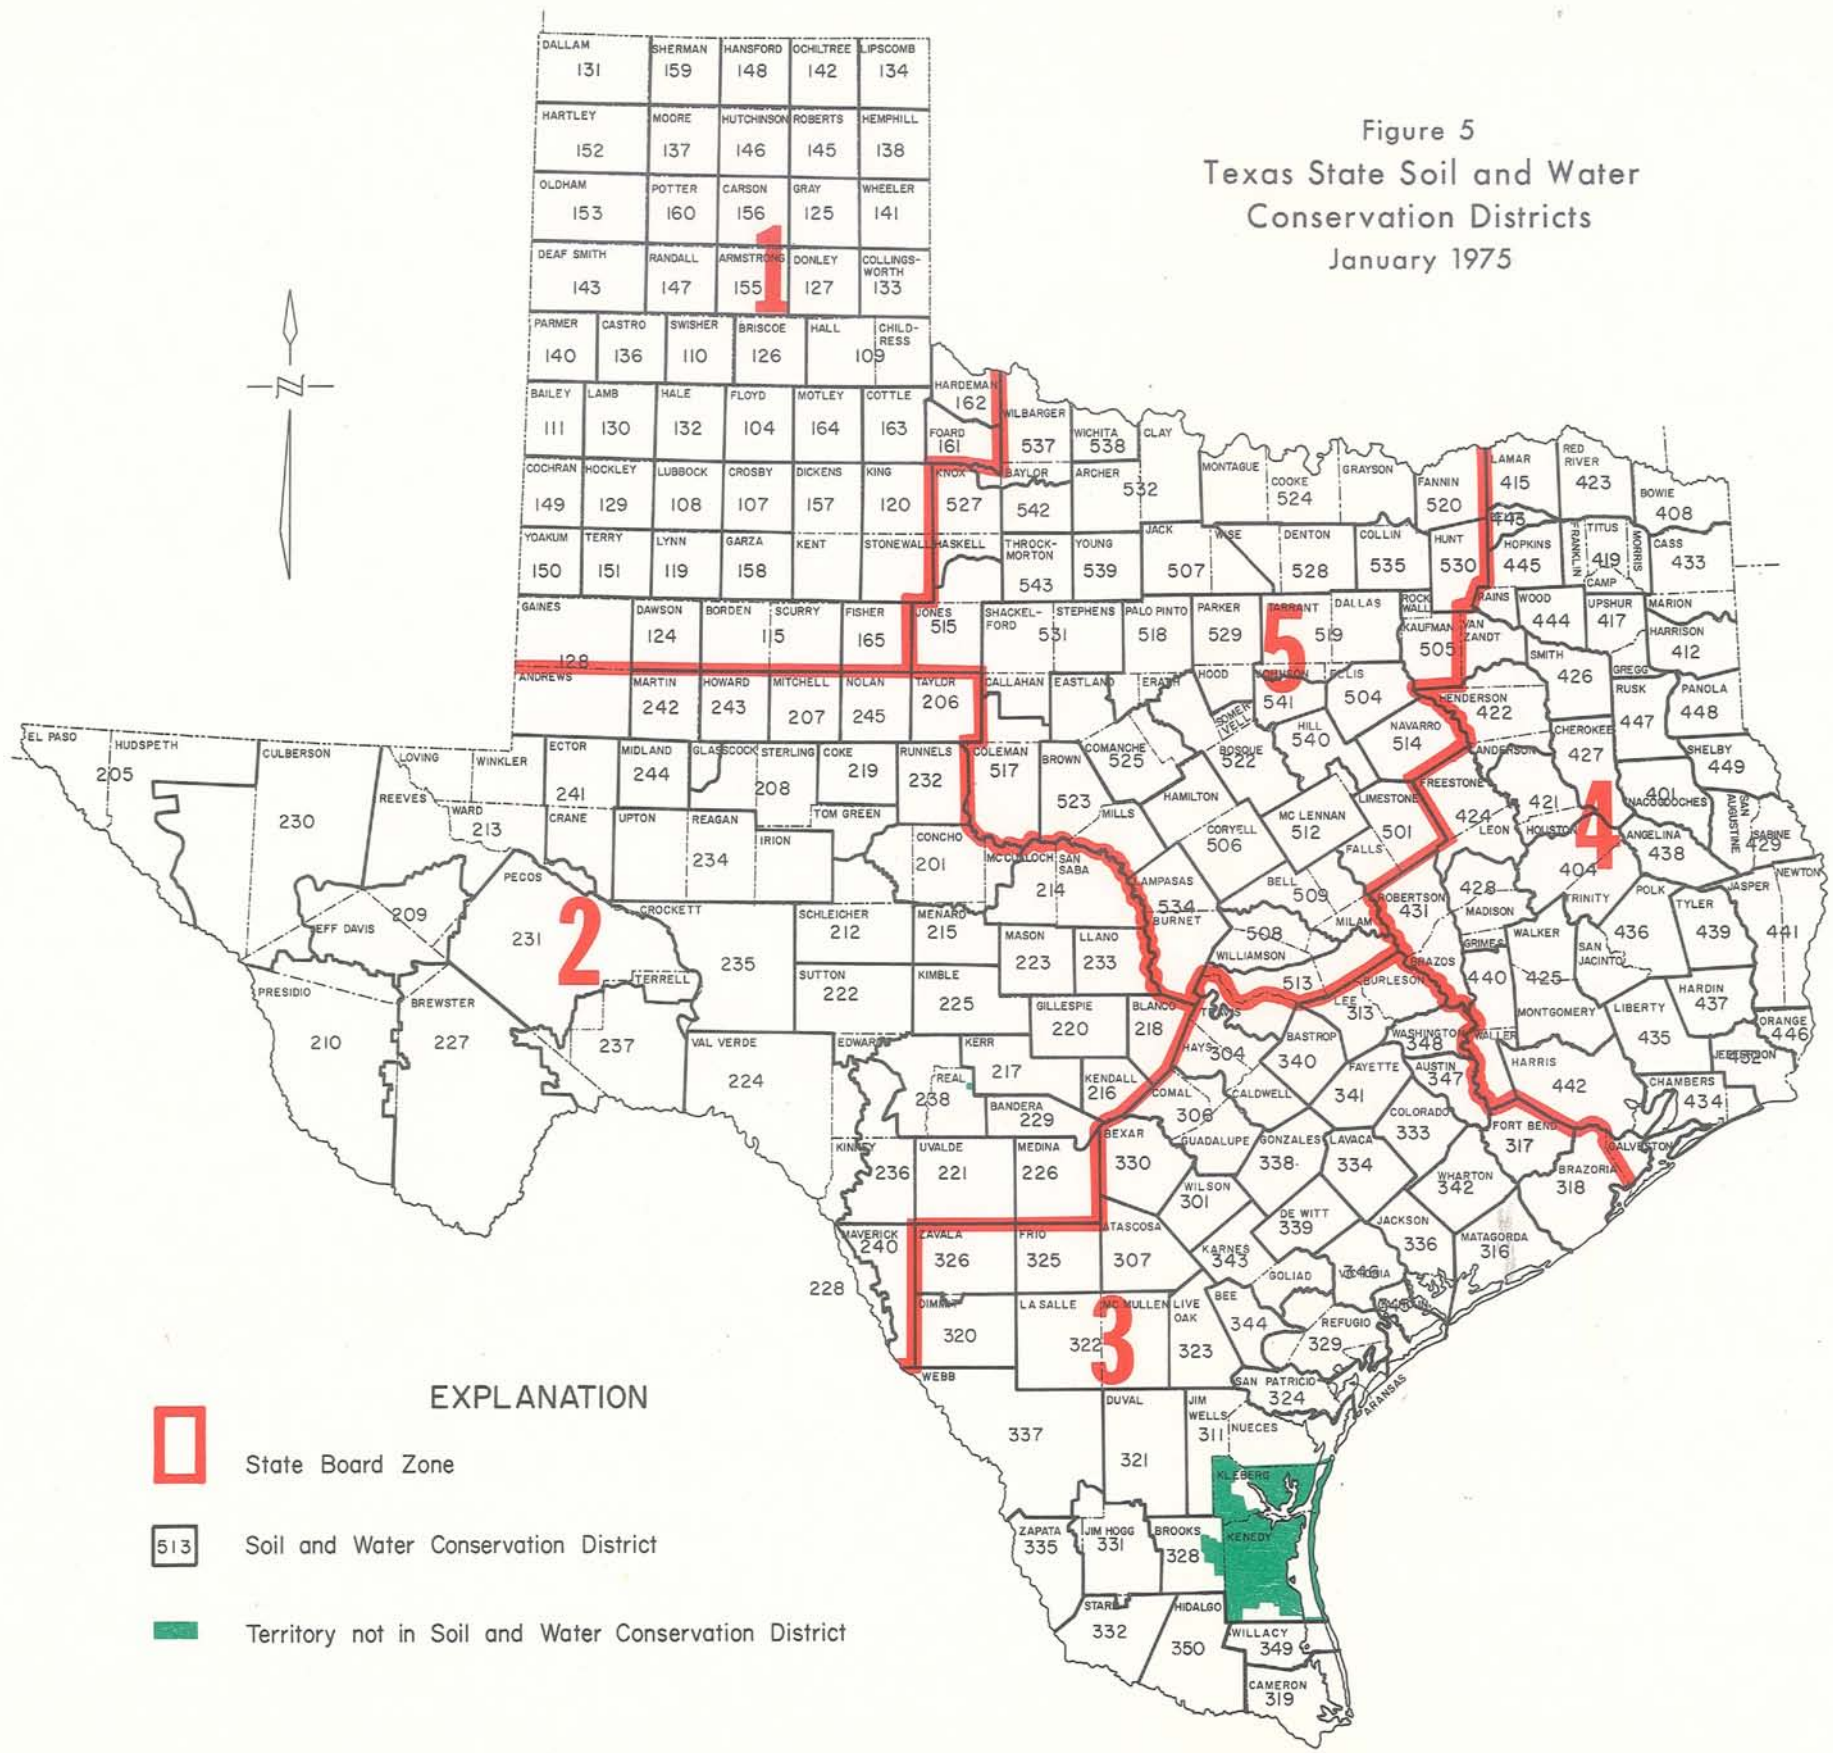 Figure 5
Texas State Soil and Water
Conservation Districts
January 1975
DALLAM SHERMAN HANSFORD OCHILTREE LIPSCOMB
131 159 148 142 134
HARTLEY MOORE HUTCHINSON ROBERTS HEMPHILL
152 137 146 145 138
OLDHAM POTTER CARSON GRAY WHEELER
153 160 156 125 141
1
DEAF SMITH RANDALL ARMSTRONG DONLEY COLLINGS-
WORTH
143 147 155 127 133
PARMER CASTRO SWISHER BRISCOE HALL CHILD-
RESS
140 136 110 126 109
HARDEMAN
162
BAILEY LAMB HALE FLOYD MOTLEY COTTLE
111 130 132 104 164 163
FOARD
161
WILBARGER
537
WICHITA
538
CLAY
COCHRAN HOCKLEY LUBBOCK CROSBY DICKENS KING KNOX BAYLOR ARCHER
149 129 108 107 157 120 527 542 532
MONTAGUE COOKE GRAYSON FANNIN LAMAR RED
RIVER
524 520 415 423
BOWIE
408
YOAKUM TERRY LYNN GARZA KENT STONEWALL HASKELL THROCK-
MORTON
YOUNG JACK WISE DENTON COLLIN HUNT HOPKINS FRANKLIN TITUS MORRIS CASS
150 151 119 158 543 539 507 528 535 530 445 419 433
CAMP
GAINES DAWSON BORDEN SCURRY FISHER JONES SHACKEL-
FORD
STEPHENS PALO PINTO PARKER TARRANT DALLAS ROCK
WALL
RAINS WOOD UPSHUR MARION
128 124 115 165 515 531 518 529 519 444 417
5
KAUFMAN
505
VAN
ZANDT
HARRISON
412
SMITH
426
GREGG
ANDREWS MARTIN HOWARD MITCHELL NOLAN TAYLOR CALLAHAN EASTLAND ERATH HOOD JOHNSON ELLIS
242 243 207 245 206 541 504
HENDERSON
422
RUSK
447
PANOLA
448
SOMER
VELL
HILL
540
NAVARRO
514
CHEROKEE
427
EL PASO HUDSPETH CULBERSON LOVING WINKLER ECTOR MIDLAND GLASSCOCK STERLING COKE RUNNELS COLEMAN BROWN COMANCHE BOSQUE
205 241 244 208 219 232 517 523 525 522
ANDERSON
SHELBY
449
230
REEVES
WARD
213
CRANE UPTON REAGAN IRION TOM GREEN
234
MILLS HAMILTON
CORYELL
506
MC LENNAN
512
LIMESTONE
501
FALLS
FREESTONE
424
LEON
421
HOUSTON
4
401
NACOGDOCHES
SAN
AUGUSTINE
SABINE
429
ANGELINA
438
404
TRINITY
CONCHO
201
MC CULLOCH
SAN
SABA
214
LAMPASAS
534
BURNET
BELL
509
MILAM
ROBERTSON
431
428
MADISON
POLK
436
JASPER
NEWTON
TYLER
439
441
209
JEFF DAVIS
PECOS
231
2
TERRELL
CROCKETT
235
SCHLEICHER
212
MENARD
215
MASON
223
LLANO
233
508
WILLIAMSON
513
BRAZOS
GRIMES
440
WALKER
425
SAN
JACINTO
HARDIN
437
PRESIDIO
210
BREWSTER
227
237
SUTTON
222
KIMBLE
225
GILLESPIE
220
BLANCO
218
TRAVIS
LEE
313
BURLESON
WASHINGTON
348
WALLER
MONTGOMERY
LIBERTY
435
ORANGE
446
VAL VERDE
224
EDWARDS
KERR
217
REAL
238
KENDALL
216
BANDERA
229
HAYS
304
BASTROP
340
FAYETTE
341
AUSTIN
347
HARRIS
442
JEFFERSON
CHAMBERS
434
COMAL
306
CALDWELL
COLORADO
333
FORT BEND
317
GALVESTON
KINNEY
236
UVALDE
221
MEDINA
226
BEXAR
330
GUADALUPE
GONZALES
338
LAVACA
334
WHARTON
342
BRAZORIA
318
WILSON
301
MAVERICK
240
ZAVALA
326
FRIO
325
ATASCOSA
307
KARNES
343
DE WITT
339
JACKSON
336
MATAGORDA
316
228
GOLIAD
VICTORIA
346
DIMMIT
320
LA SALLE
322
MC MULLEN
3
LIVE
OAK
323
BEE
344
REFUGIO
329
WEBB
337
SAN PATRICIO
324
ARANSAS
DUVAL
321
JIM
WELLS
311
NUECES
KLEBERG
ZAPATA
335
JIM HOGG
331
BROOKS
328
KENEDY
STARR
332
HIDALGO
350
WILLACY
349
CAMERON
319
N
EXPLANATION
State Board Zone
513 Soil and Water Conservation District
Territory not in Soil and Water Conservation District